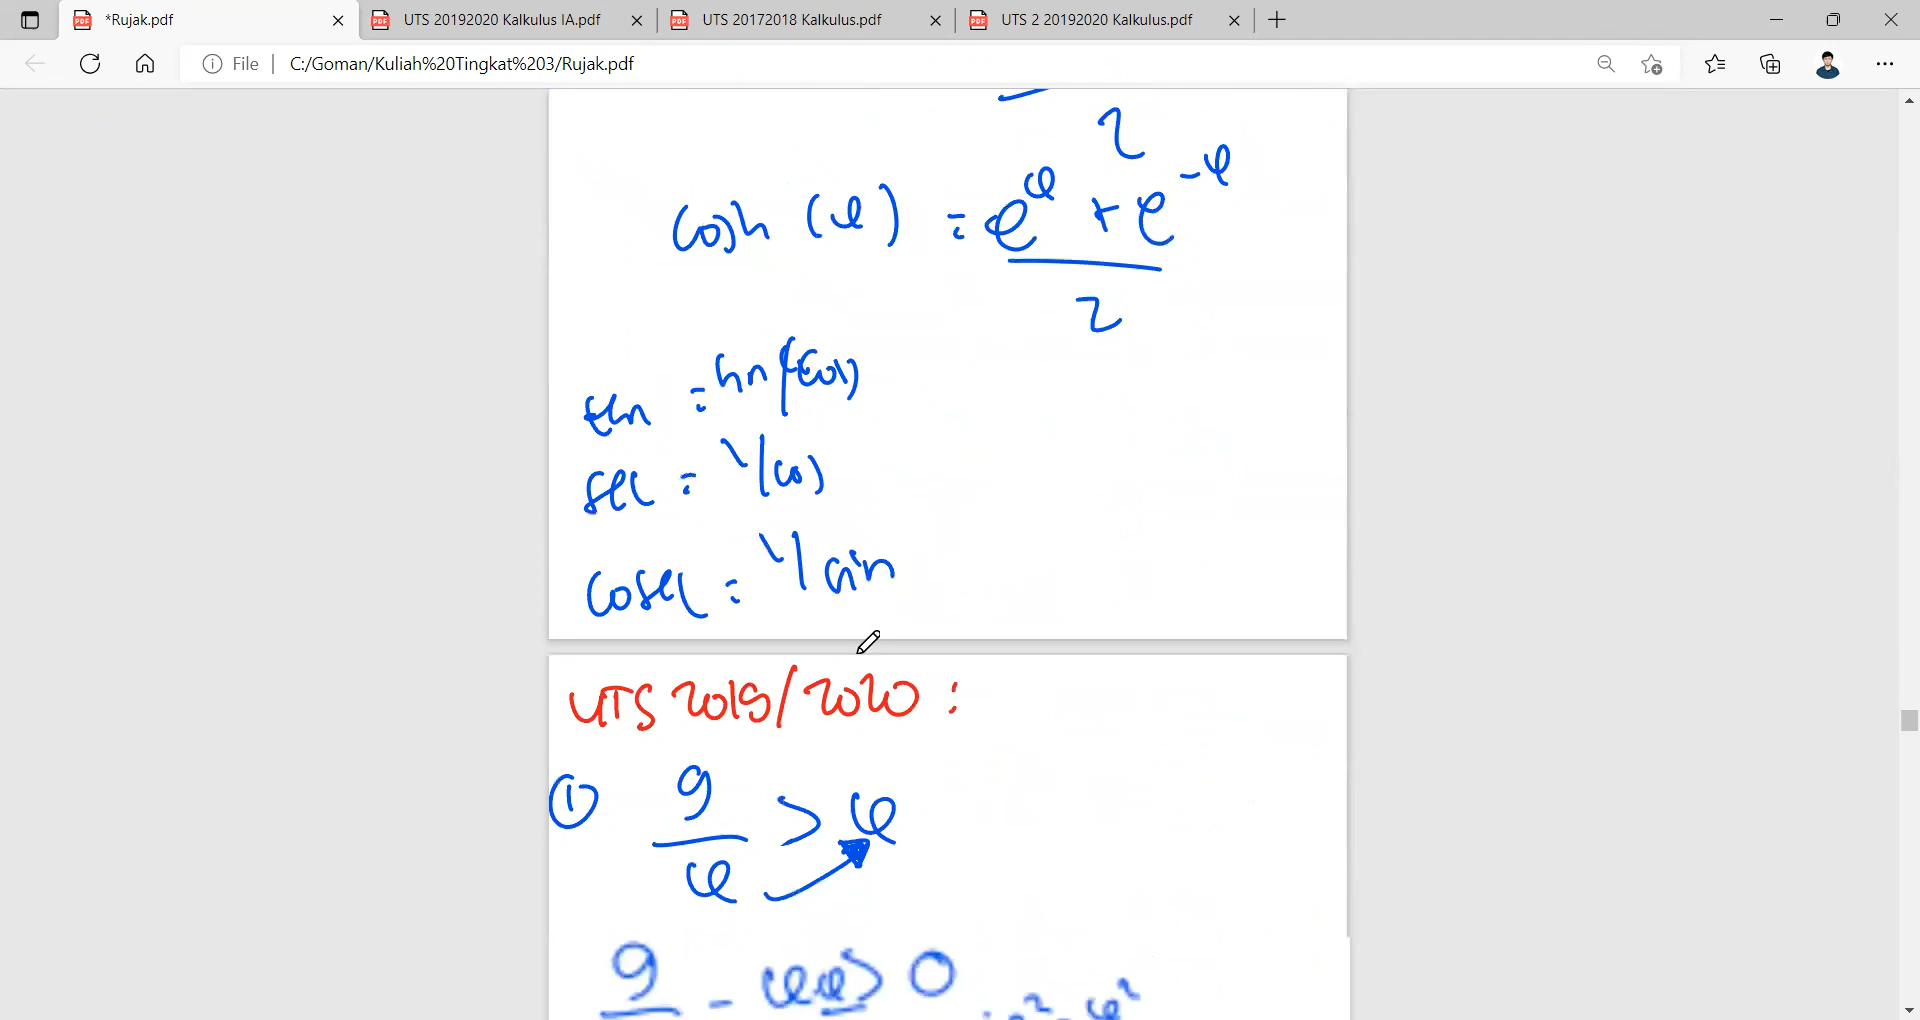 *Rujak.pdf
UTS 20192020 Kalkulus IA.pdf
UTS 20172018 Kalkulus.pdf
UTS 2 20192020 Kalkulus.pdf
File
C:/Goman/Kuliah%20Tingkat%203/Rujak.pdf
2
cosh (x) = e^x + e^-x
2
tan = sin/cos
sec = 1/cos
cosec = 1/sin
UTS 2019/2020 :
① 9 > x
x
9 - x > 0